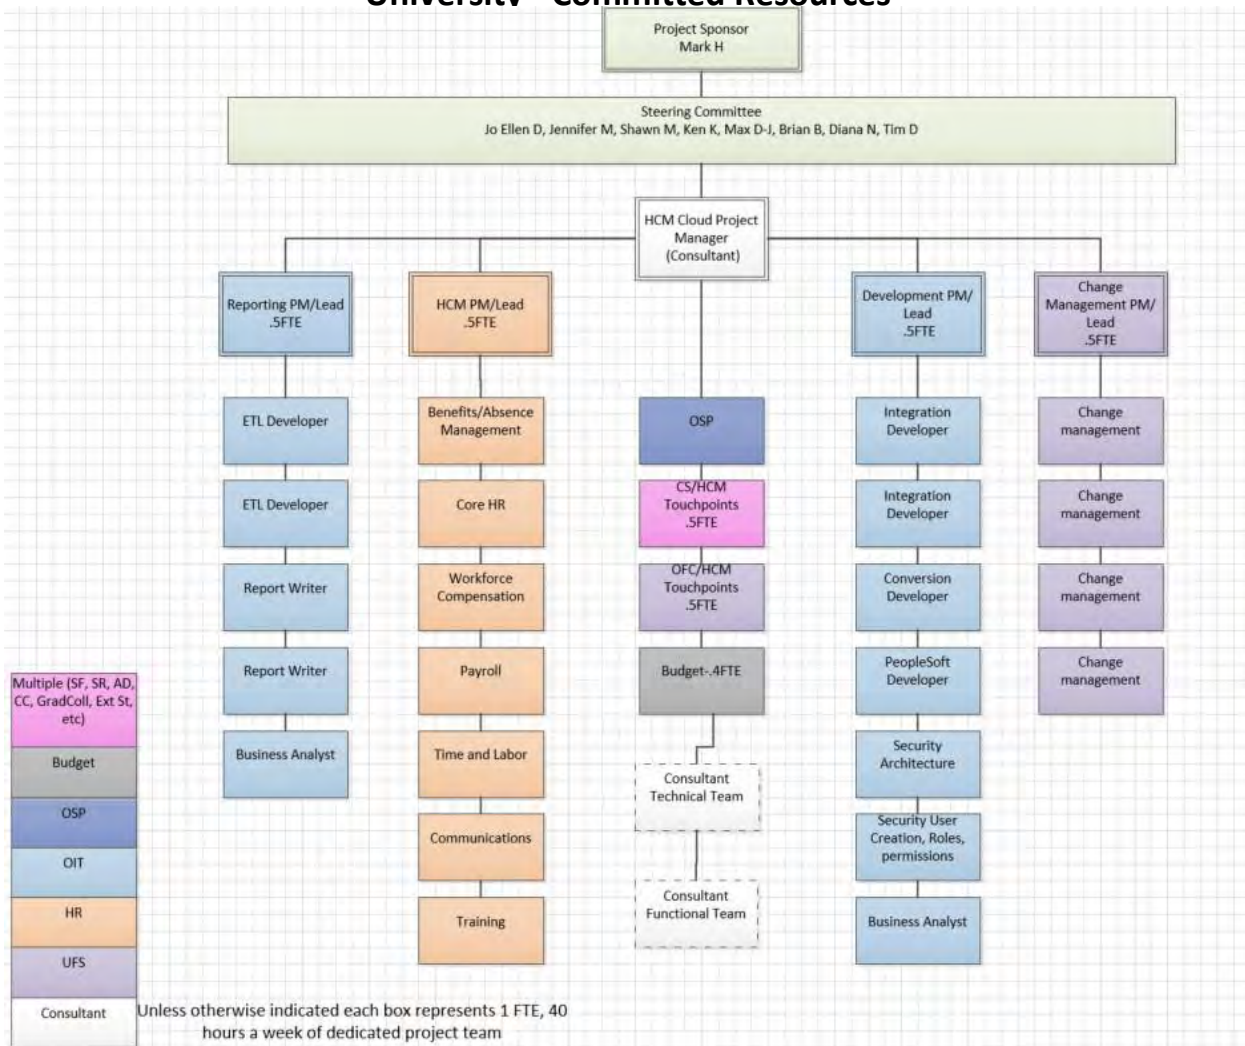 University - Committed Resources
Project Sponsor
Mark H
Steering Committee
Jo Ellen D, Jennifer M, Shawn M, Ken K, Max D-J, Brian B, Diana N, Tim D
HCM Cloud Project
Manager
(Consultant)
Reporting PM/Lead
.5FTE
HCM PM/Lead
.5FTE
Development PM/
Lead
.5FTE
Change
Management PM/
Lead
.5FTE
ETL Developer
Benefits/Absence
Management
OSP
Integration
Developer
Change
management
ETL Developer
Core HR
CS/HCM
Touchpoints
.5FTE
Integration
Developer
Change
management
Report Writer
Workforce
Compensation
OFC/HCM
Touchpoints
.5FTE
Conversion
Developer
Change
management
Report Writer
Payroll
Budget-.4FTE
PeopleSoft
Developer
Change
management
Business Analyst
Time and Labor
Consultant
Technical Team
Security
Architecture
Communications
Security User
Creation, Roles,
permissions
Training
Consultant
Functional Team
Business Analyst
Multiple (SF, SR, AD,
CC, GradColl, Ext St,
etc)
Budget
OSP
OIT
HR
UFS
Consultant
Unless otherwise indicated each box represents 1 FTE, 40
hours a week of dedicated project team